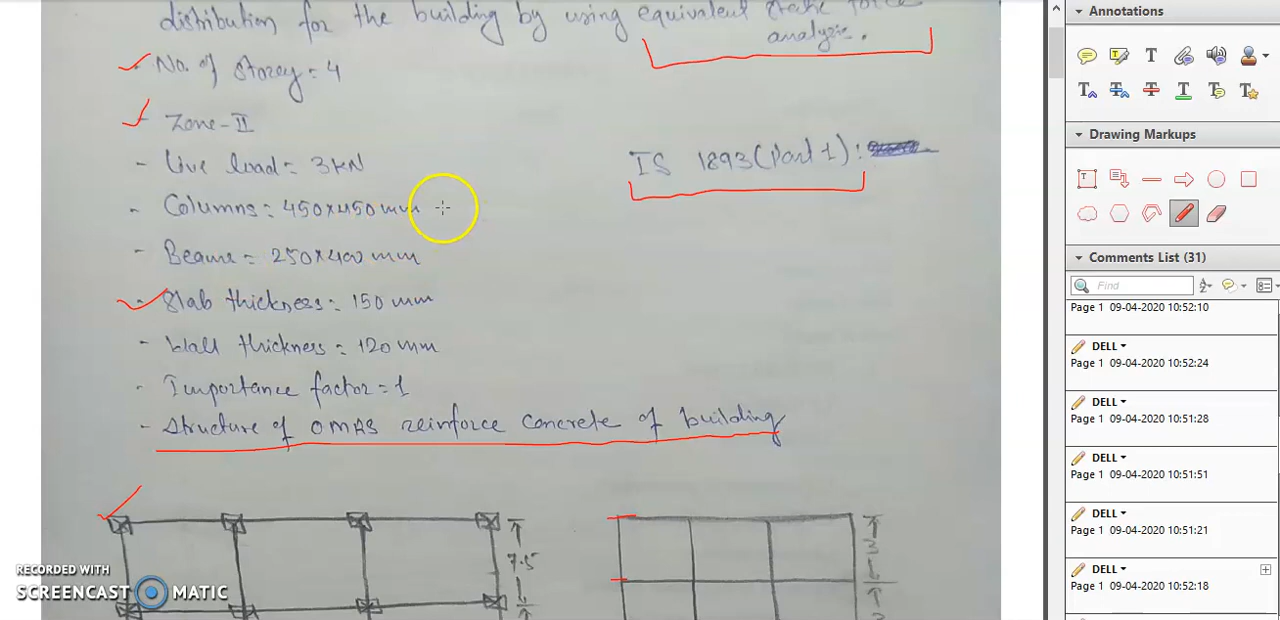 distribution for the building by using equivalent static force
analysis.
- No. of Storey = 4
- Zone-II
- Live load = 3kN
IS 1893(Part 1):
- Columns = 450x450 mm
- Beams = 250x400 mm
- Slab thickness = 150 mm
- Wall thickness = 120 mm
- Importance factor = 1
- Structure of OMAS reinforce concrete of building
7.5
3
3
RECORDED WITH
SCREENCAST MATIC
Annotations
Drawing Markups
Comments List (31)
Find
Page 1 09-04-2020 10:52:10
DELL
Page 1 09-04-2020 10:52:24
DELL
Page 1 09-04-2020 10:51:28
DELL
Page 1 09-04-2020 10:51:51
DELL
Page 1 09-04-2020 10:51:21
DELL
Page 1 09-04-2020 10:52:18